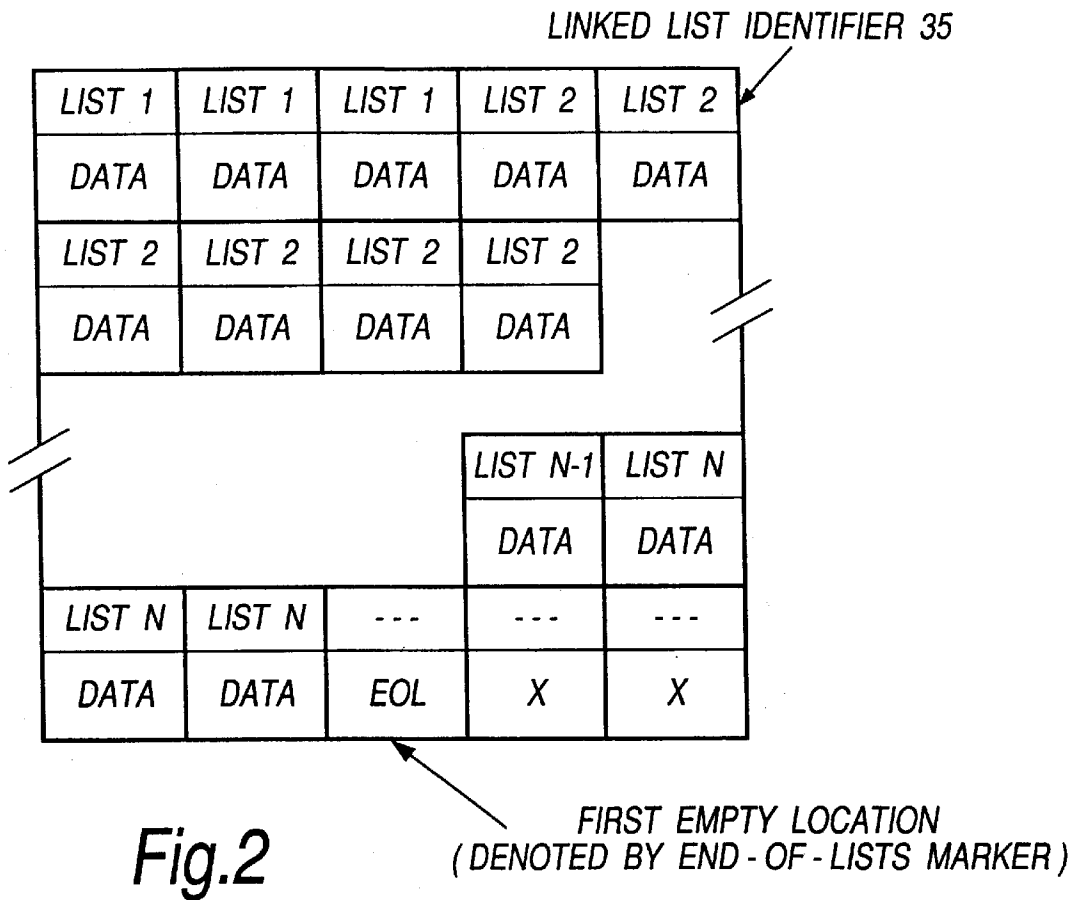 LINKED LIST IDENTIFIER 35
LIST 1 LIST 1 LIST 1 LIST 2 LIST 2
DATA DATA DATA DATA DATA
LIST 2 LIST 2 LIST 2 LIST 2
DATA DATA DATA DATA
LIST N-1 LIST N
DATA DATA
LIST N LIST N --- --- ---
DATA DATA EOL X X
FIRST EMPTY LOCATION
(DENOTED BY END-OF-LISTS MARKER)
Fig.2